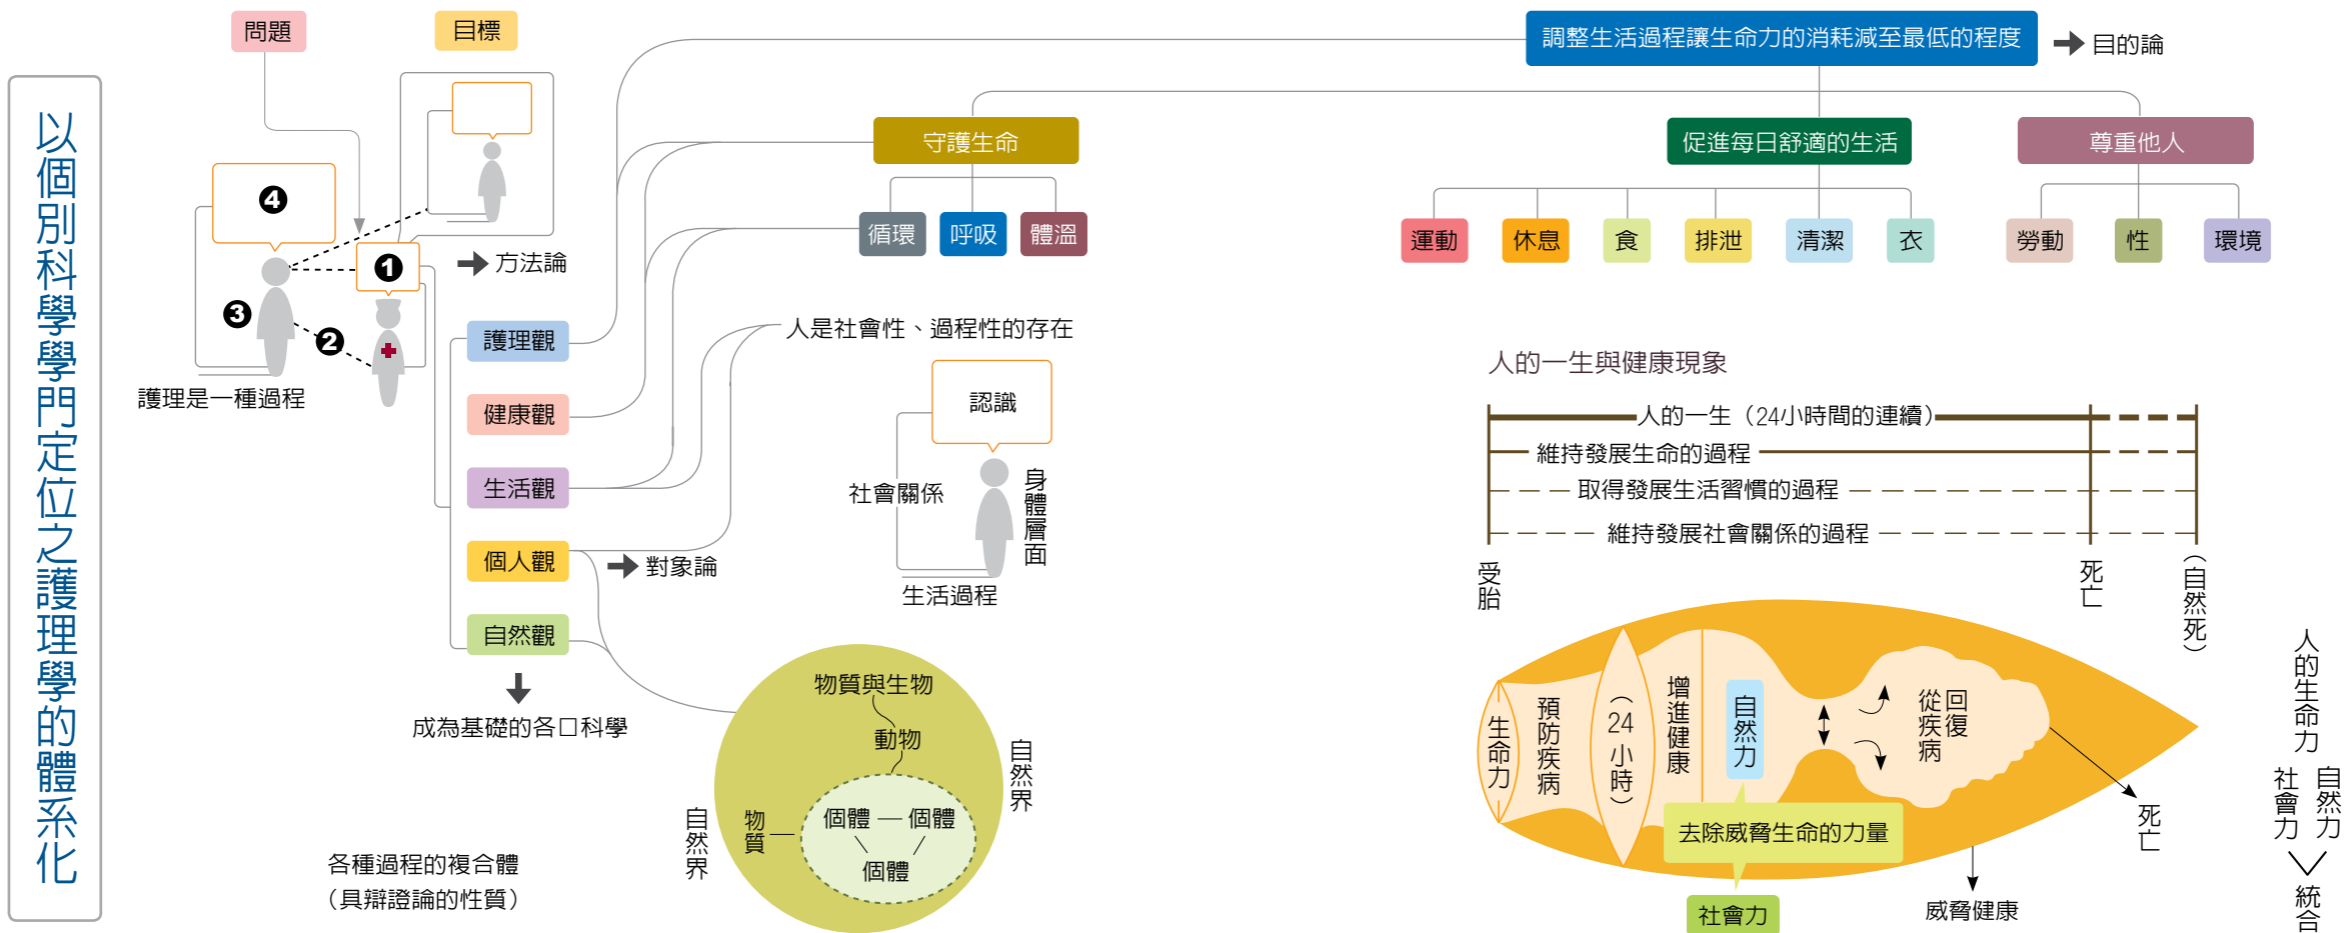 以個別科學學門定位之護理學的體系化
問題
目標
❹
❶
❸
❷
護理是一種過程
➡ 方法論
護理觀
健康觀
生活觀
個人觀
➡ 對象論
自然觀
成為基礎的各□科學
調整生活過程讓生命力的消耗減至最低的程度
➡ 目的論
守護生命
循環
呼吸
體溫
促進每日舒適的生活
運動
休息
食
排泄
清潔
衣
尊重他人
勞動
性
環境
人是社會性、過程性的存在
認識
社會關係
身體層面
生活過程
物質與生物
動物
物質
個體
個體
個體
自然界
自然界
各種過程的複合體
（具辯證論的性質）
人的一生與健康現象
人的一生（24小時間的連續）
維持發展生命的過程
取得發展生活習慣的過程
維持發展社會關係的過程
受胎
死亡
（自然死）
生命力
預防疾病
（24小時）
增進健康
自然力
去除威脅生命的力量
社會力
從疾病
回復
死亡
威脅健康
人的生命力
自然力
社會力
統合